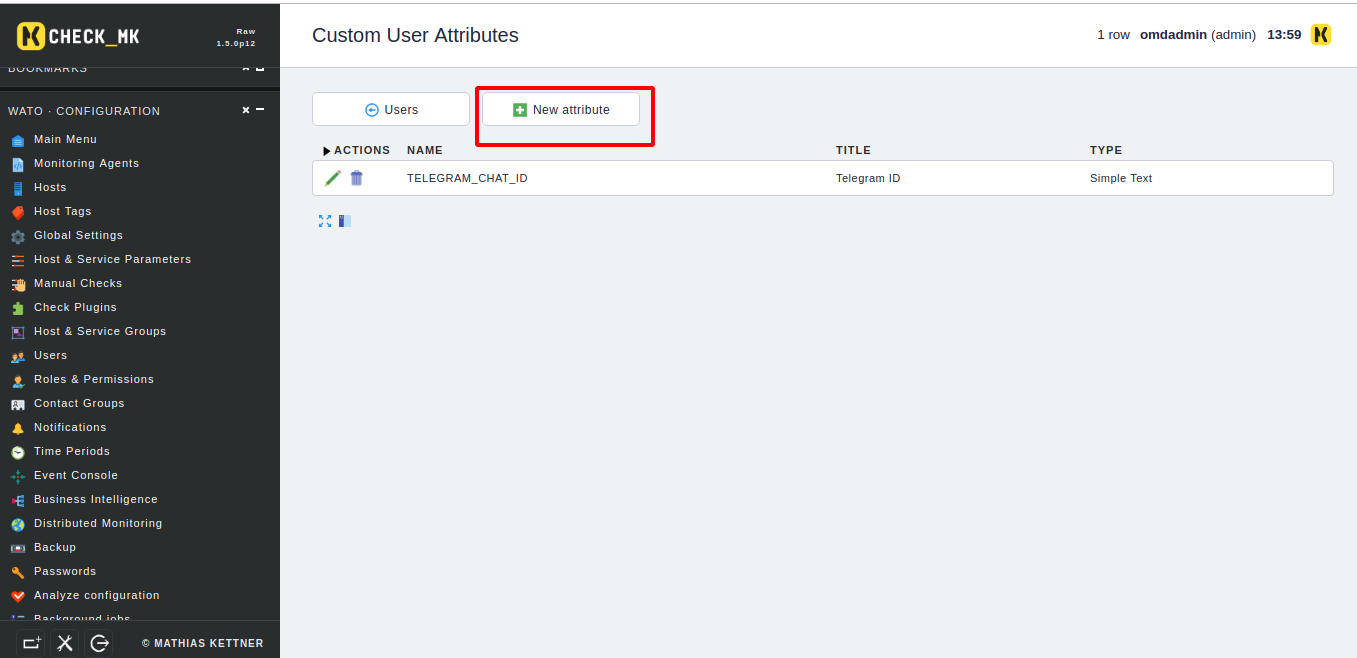 CHECK_MK
Raw
1.5.0p12
Custom User Attributes
1 row omdadmin (admin) 13:59
BOOKMARKS
WATO · CONFIGURATION
Main Menu
Monitoring Agents
Hosts
Host Tags
Global Settings
Host & Service Parameters
Manual Checks
Check Plugins
Host & Service Groups
Users
Roles & Permissions
Contact Groups
Notifications
Time Periods
Event Console
Business Intelligence
Distributed Monitoring
Backup
Passwords
Analyze configuration
Background jobs
© MATHIAS KETTNER
Users
New attribute
ACTIONS NAME TITLE TYPE
TELEGRAM_CHAT_ID Telegram ID Simple Text